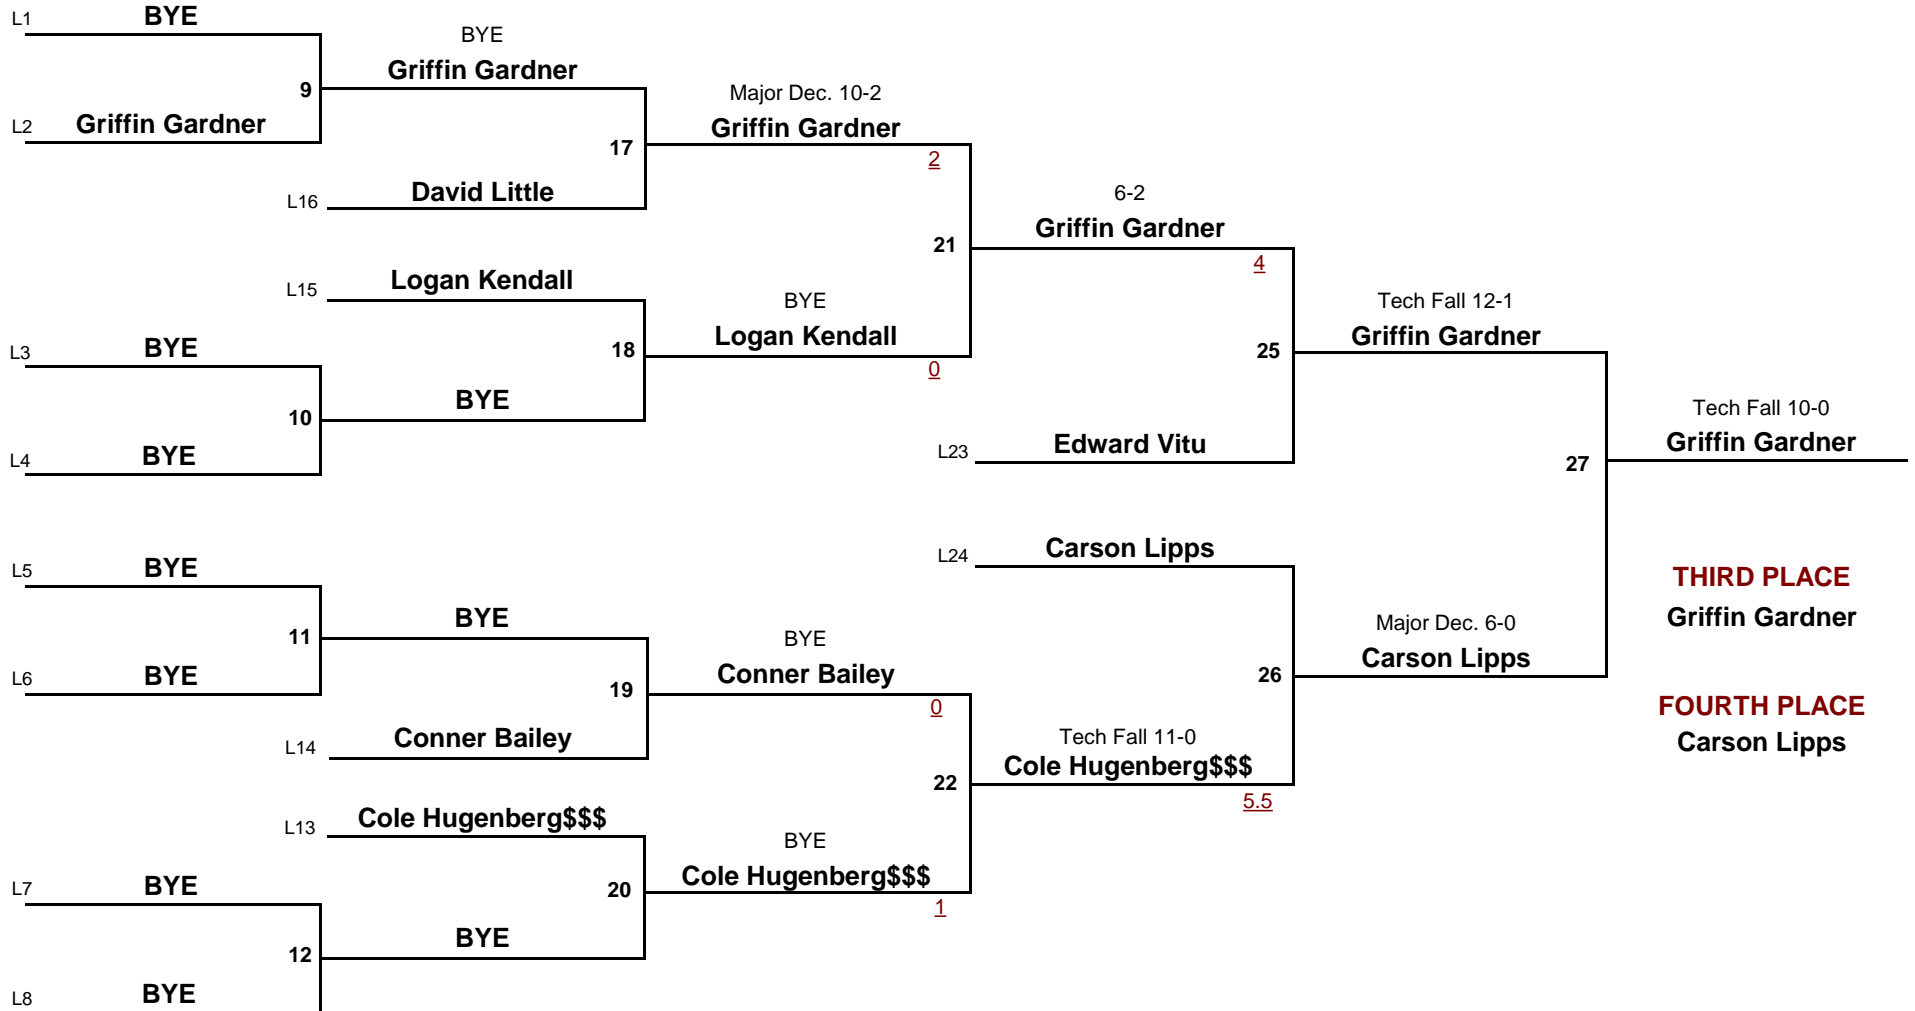 L1 BYE
BYE
Griffin Gardner
9
L2 Griffin Gardner
Major Dec. 10-2
Griffin Gardner
2
17
L16 David Little
6-2
Griffin Gardner
4
21
L15 Logan Kendall
BYE
Logan Kendall
0
18
L3 BYE
BYE
10
L4 BYE
Tech Fall 12-1
Griffin Gardner
25
L23 Edward Vitu
Tech Fall 10-0
Griffin Gardner
27
L24 Carson Lipps
L5 BYE
BYE
11
L6 BYE
19
BYE
Conner Bailey
0
L14 Conner Bailey
Major Dec. 6-0
Carson Lipps
26
THIRD PLACE
Griffin Gardner
FOURTH PLACE
Carson Lipps
Tech Fall 11-0
Cole Hugenberg$$$
5.5
22
L13 Cole Hugenberg$$$
BYE
Cole Hugenberg$$$
1
20
L7 BYE
BYE
12
L8 BYE